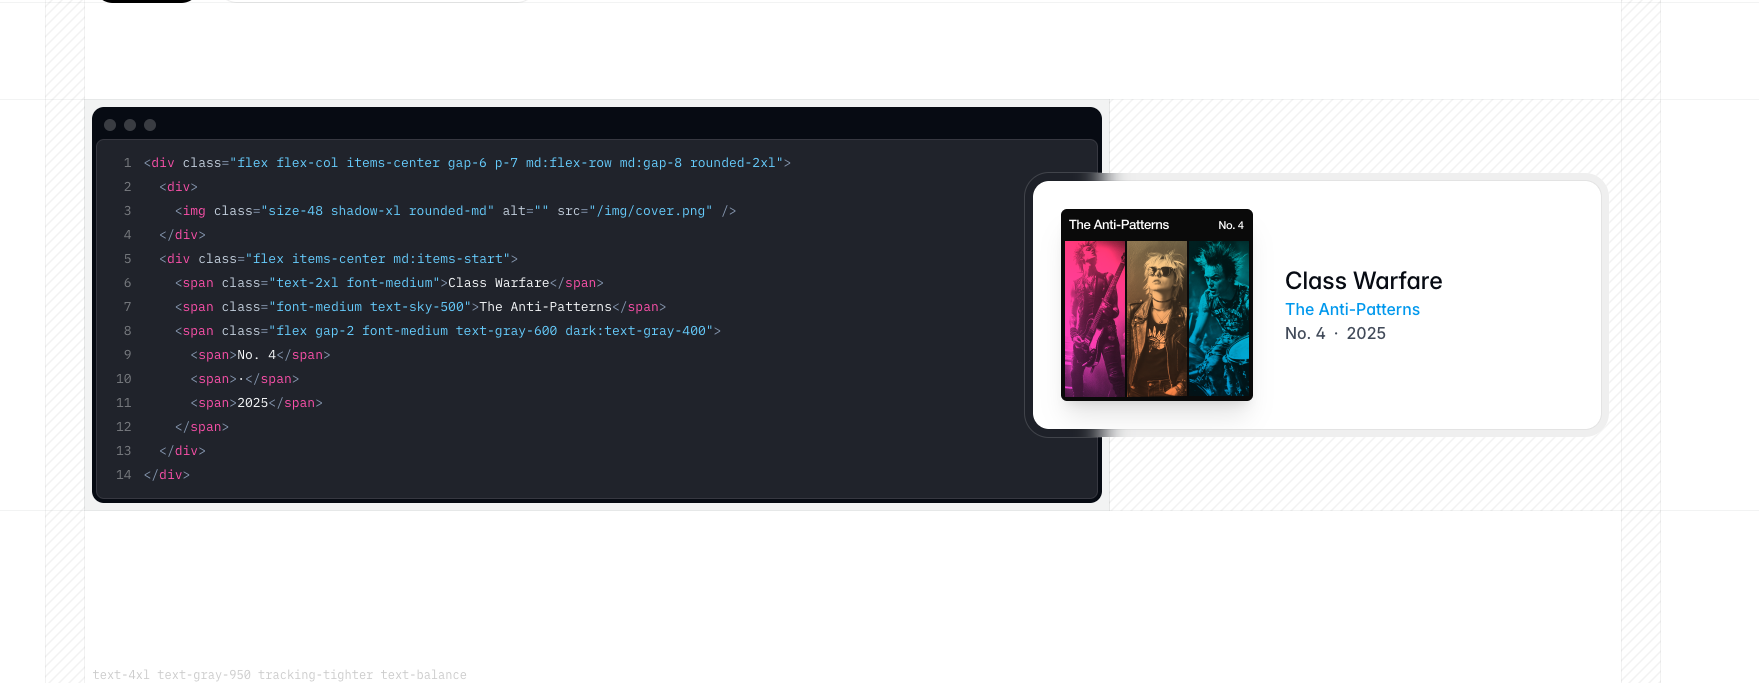 1 <div class="flex flex-col items-center gap-6 p-7 md:flex-row md:gap-8 rounded-2xl">
2 <div>
3 <img class="size-48 shadow-xl rounded-md" alt="" src="/img/cover.png" />
4 </div>
5 <div class="flex items-center md:items-start">
6 <span class="text-2xl font-medium">Class Warfare</span>
7 <span class="font-medium text-sky-500">The Anti-Patterns</span>
8 <span class="flex gap-2 font-medium text-gray-600 dark:text-gray-400">
9 <span>No. 4</span>
10 <span>·</span>
11 <span>2025</span>
12 </span>
13 </div>
14 </div>
The Anti-Patterns No. 4
Class Warfare
The Anti-Patterns
No. 4 · 2025
text-4xl text-gray-950 tracking-tighter text-balance